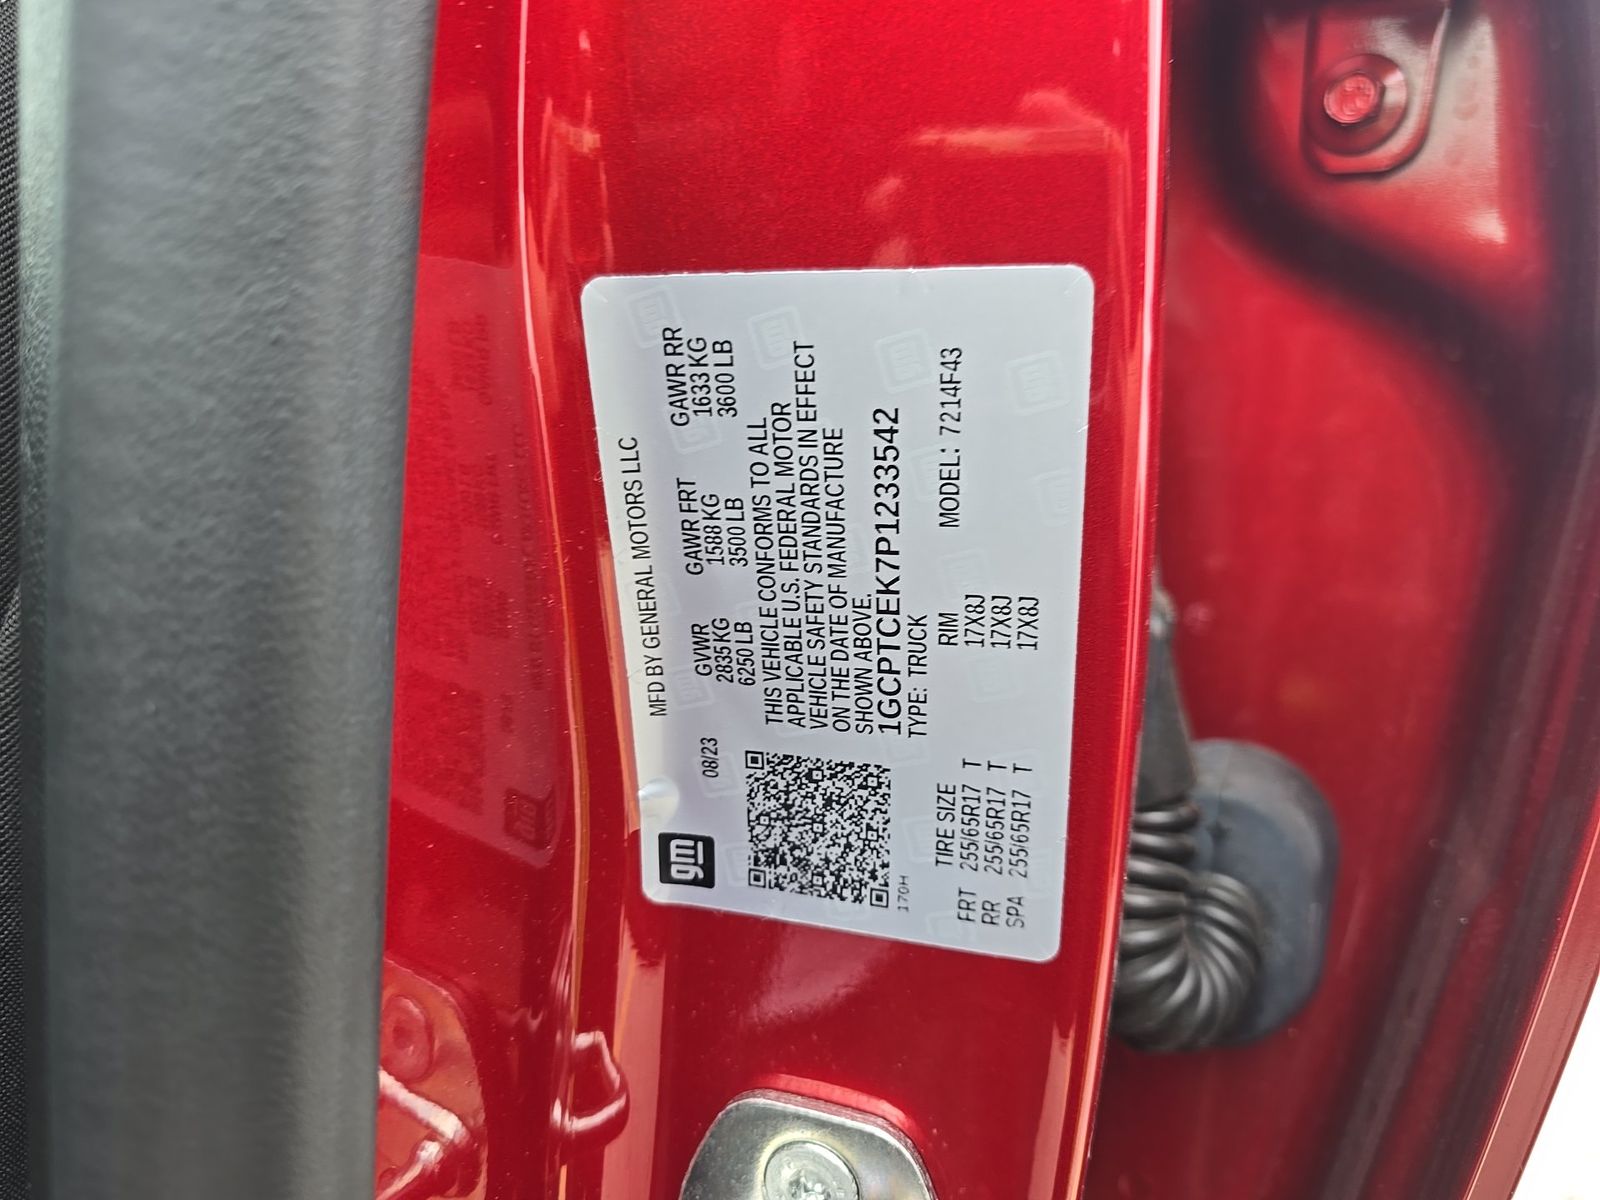 gm
MFD BY GENERAL MOTORS LLC
08/23
GVWR GAWR FRT GAWR RR
2835 KG 1588 KG 1633 KG
6250 LB 3500 LB 3600 LB
THIS VEHICLE CONFORMS TO ALL
APPLICABLE U.S. FEDERAL MOTOR
VEHICLE SAFETY STANDARDS IN EFFECT
ON THE DATE OF MANUFACTURE
SHOWN ABOVE.
1GCPTCEK7P1233542
170H
TYPE: TRUCK MODEL: 7214F43
TIRE SIZE RIM
FRT 255/65R17 T 17X8J
RR 255/65R17 T 17X8J
SPA 255/65R17 T 17X8J